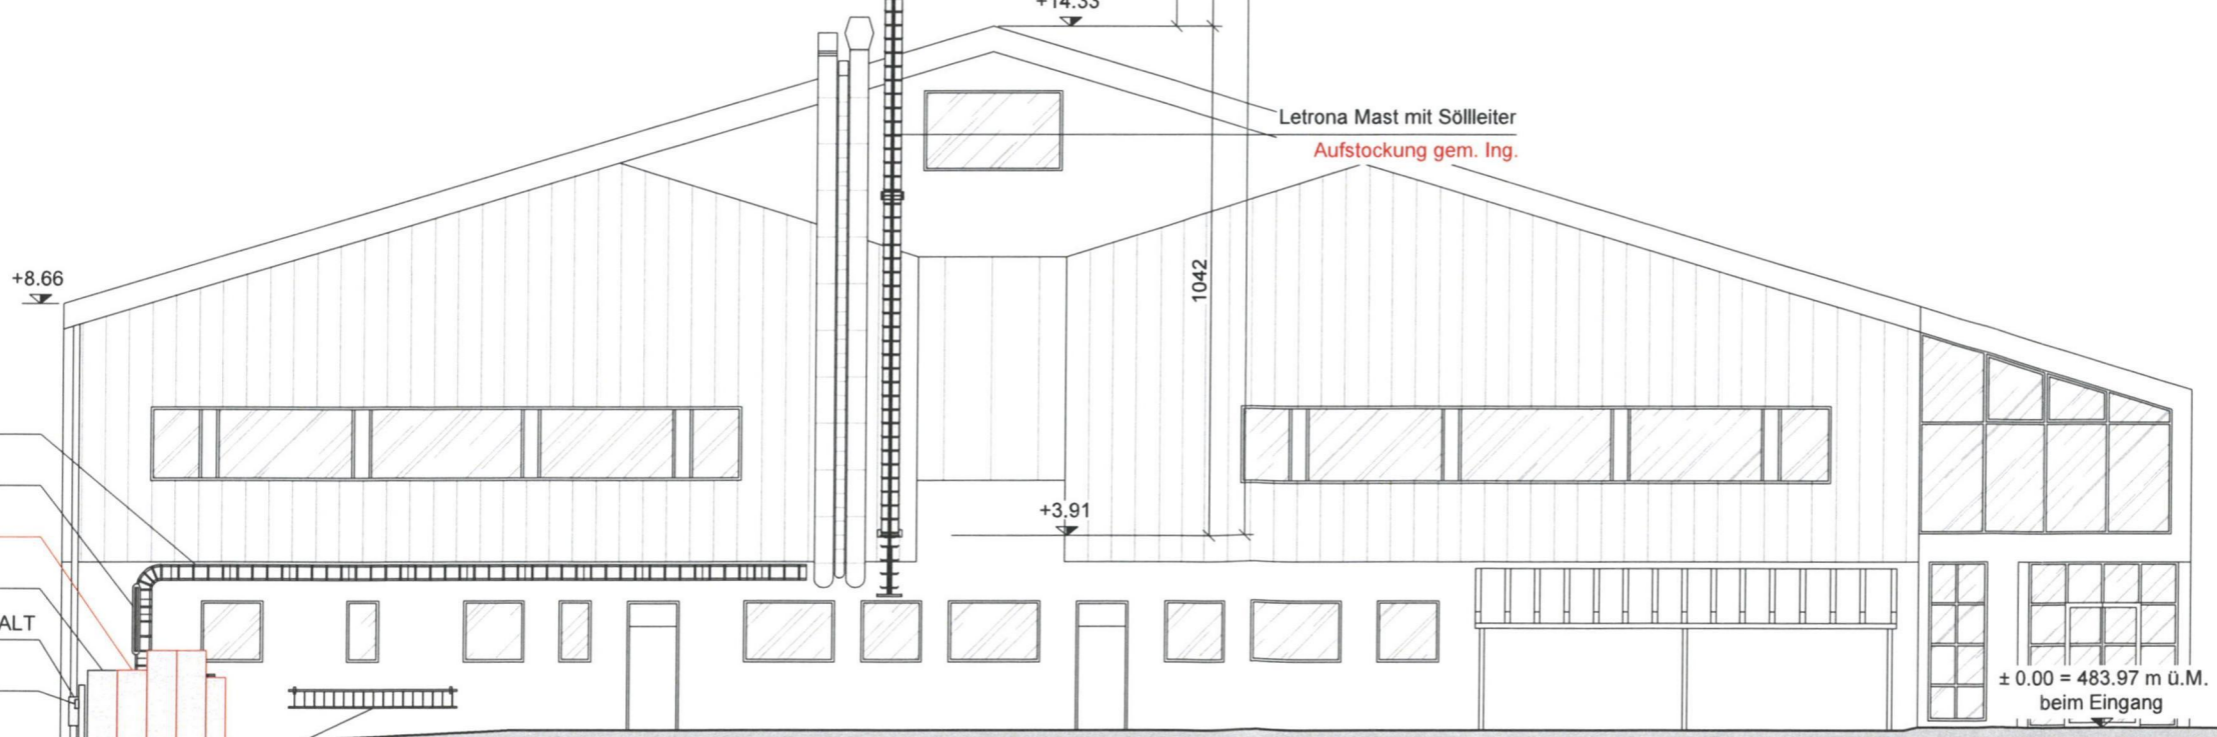 +14.33
Letrona Mast mit Söllleiter
Aufstockung gem. Ing.
+8.66
1042
+3.91
ALT
± 0.00 = 483.97 m ü.M.
beim Eingang